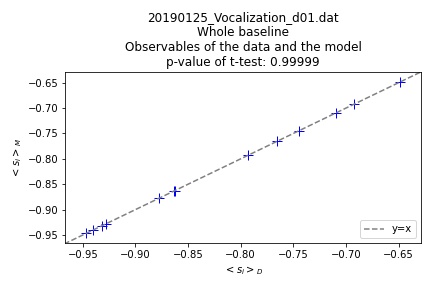 20190125_Vocalization_d01.dat
Whole baseline
Observables of the data and the model
p-value of t-test: 0.99999
−0.65
−0.70
−0.75
−0.80
−0.85
−0.90
−0.95
< s_i >_M
y=x
−0.95 −0.90 −0.85 −0.80 −0.75 −0.70 −0.65
< s_i >_D